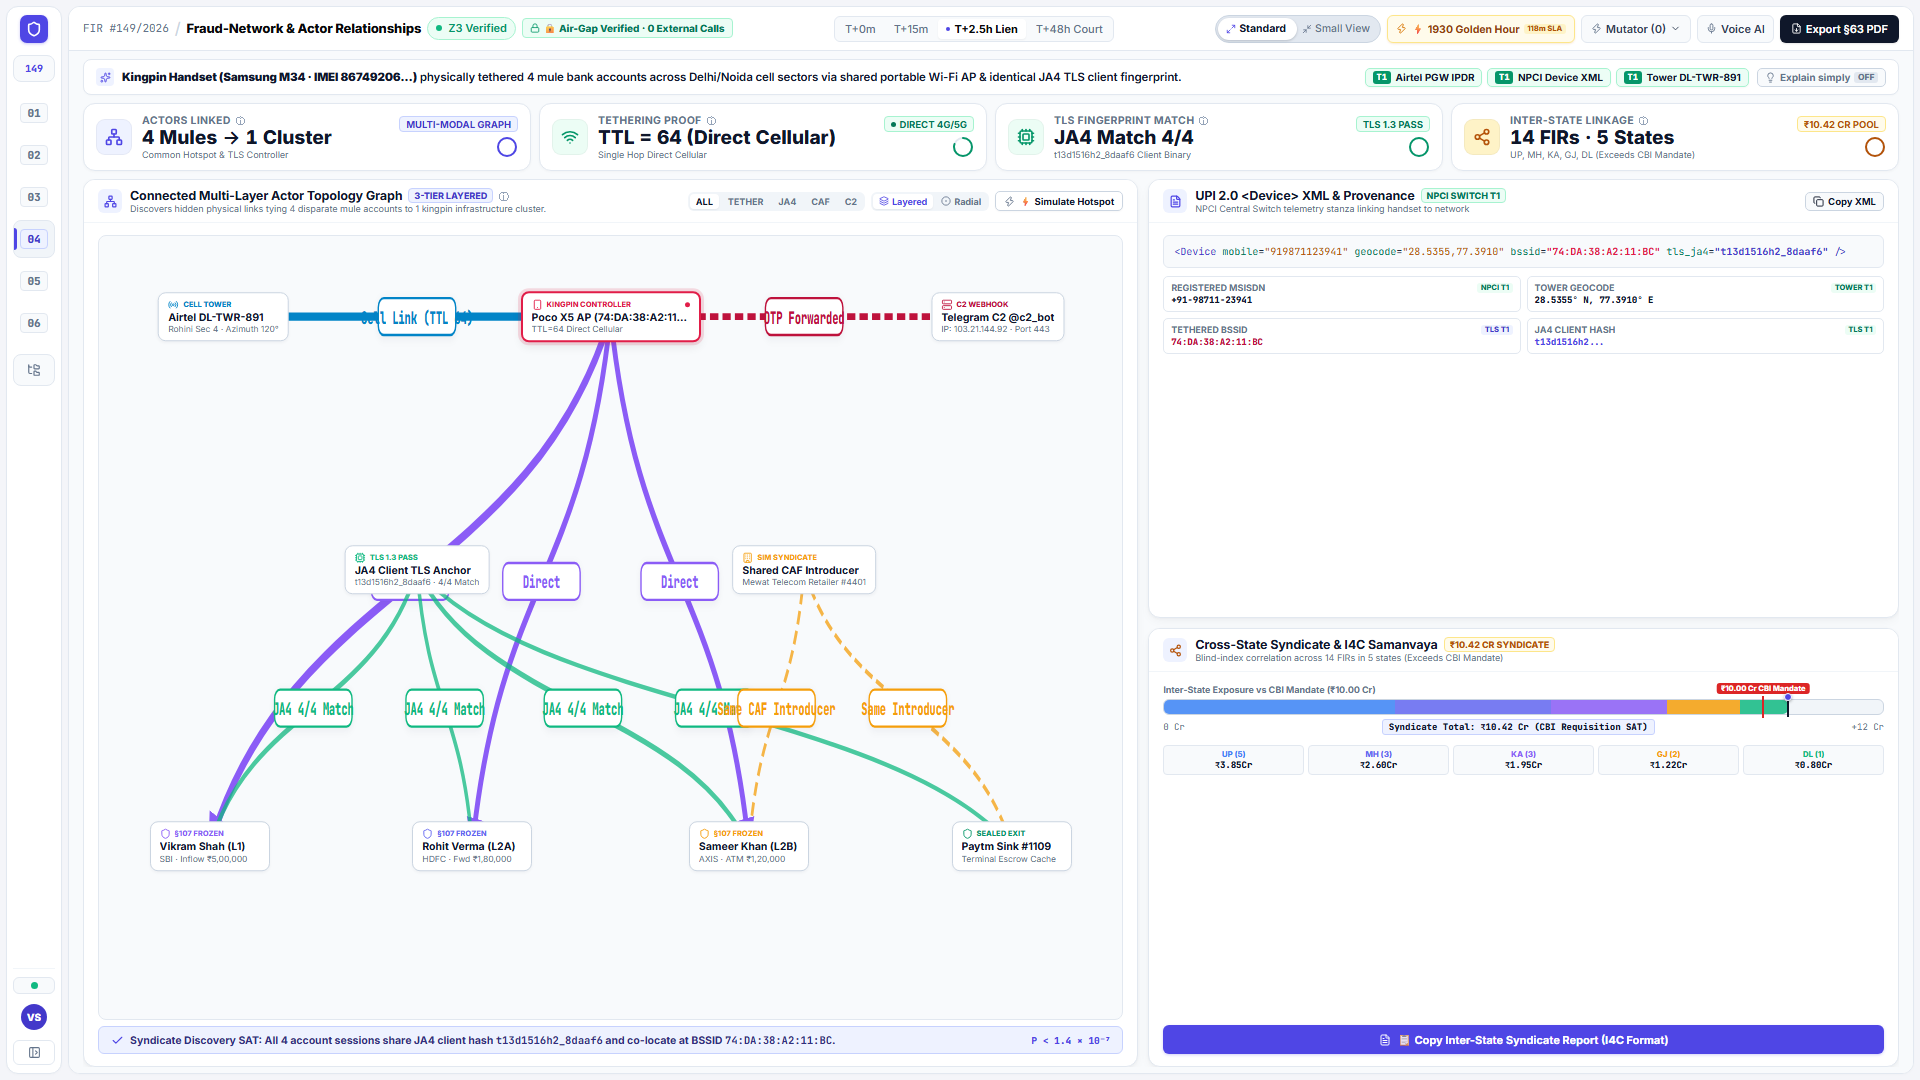 FIR #149/2026 / Fraud-Network & Actor Relationships
Z3 Verified
Air-Gap Verified · 0 External Calls
T+0m
T+15m
T+2.5h Lien
T+48h Court
Standard
Small View
1930 Golden Hour 118m SLA
Mutator (0)
Voice AI
Export §63 PDF
149
01
02
03
04
05
06
VS
Kingpin Handset (Samsung M34 · IMEI 86749206...) physically tethered 4 mule bank accounts across Delhi/Noida cell sectors via shared portable Wi-Fi AP & identical JA4 TLS client fingerprint.
T1 Airtel PGW IPDR
T1 NPCI Device XML
T1 Tower DL-TWR-891
Explain simply OFF
ACTORS LINKED
MULTI-MODAL GRAPH
4 Mules → 1 Cluster
Common Hotspot & TLS Controller
TETHERING PROOF
DIRECT 4G/5G
TTL = 64 (Direct Cellular)
Single Hop Direct Cellular
TLS FINGERPRINT MATCH
TLS 1.3 PASS
JA4 Match 4/4
t13d1516h2_8daaf6 Client Binary
INTER-STATE LINKAGE
₹10.42 CR POOL
14 FIRs · 5 States
UP, MH, KA, GJ, DL (Exceeds CBI Mandate)
Connected Multi-Layer Actor Topology Graph 3-TIER LAYERED
Discovers hidden physical links tying 4 disparate mule accounts to 1 kingpin infrastructure cluster.
ALL
TETHER
JA4
CAF
C2
Layered
Radial
Simulate Hotspot
CELL TOWER
Airtel DL-TWR-891
Rohini Sec 4 · Azimuth 120°
Link (TTL
KINGPIN CONTROLLER
Poco X5 AP (74:DA:38:A2:11...
TTL=64 Direct Cellular
OTP Forwarded
C2 WEBHOOK
Telegram C2 @c2_bot
IP: 103.21.144.92 · Port 443
TLS 1.3 PASS
JA4 Client TLS Anchor
t13d1516h2_8daaf6 · 4/4 Match
Direct
Direct
SIM SYNDICATE
Shared CAF Introducer
Mewat Telecom Retailer #4401
JA4 4/4 Match
JA4 4/4 Match
JA4 4/4 Match
JA4 4/4
CAF Introducer
Same Introducer
§107 FROZEN
Vikram Shah (L1)
SBI · Inflow ₹5,00,000
§107 FROZEN
Rohit Verma (L2A)
HDFC · Fwd ₹1,80,000
§107 FROZEN
Sameer Khan (L2B)
AXIS · ATM ₹1,20,000
SEALED EXIT
Paytm Sink #1109
Terminal Escrow Cache
Syndicate Discovery SAT: All 4 account sessions share JA4 client hash t13d1516h2_8daaf6 and co-locate at BSSID 74:DA:38:A2:11:BC.
P < 1.4 × 10⁻⁷
UPI 2.0 <Device> XML & Provenance NPCI SWITCH T1
NPCI Central Switch telemetry stanza linking handset to network
Copy XML
<Device mobile="919871123941" geocode="28.5355,77.3910" bssid="74:DA:38:A2:11:BC" tls_ja4="t13d1516h2_8daaf6" />
REGISTERED MSISDN NPCI T1
+91-98711-23941
TOWER GEOCODE TOWER T1
28.5355° N, 77.3910° E
TETHERED BSSID TLS T1
74:DA:38:A2:11:BC
JA4 CLIENT HASH TLS T1
t13d1516h2...
Cross-State Syndicate & I4C Samanvaya ₹10.42 CR SYNDICATE
Blind-index correlation across 14 FIRs in 5 states (Exceeds CBI Mandate)
Inter-State Exposure vs CBI Mandate (₹10.00 Cr)
₹10.00 Cr CBI Mandate
0 Cr
Syndicate Total: ₹10.42 Cr (CBI Requisition SAT)
+12 Cr
UP (5)
₹3.85Cr
MH (3)
₹2.60Cr
KA (3)
₹1.95Cr
GJ (2)
₹1.22Cr
DL (1)
₹0.80Cr
Copy Inter-State Syndicate Report (I4C Format)